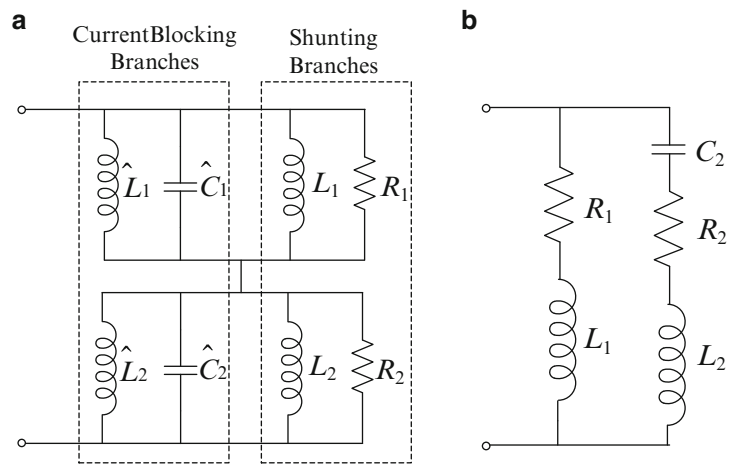 a
b
CurrentBlocking
Branches
Shunting
Branches
L̂₁
Ĉ₁
L₁
R₁
L̂₂
Ĉ₂
L₂
R₂
C₂
R₁
R₂
L₁
L₂